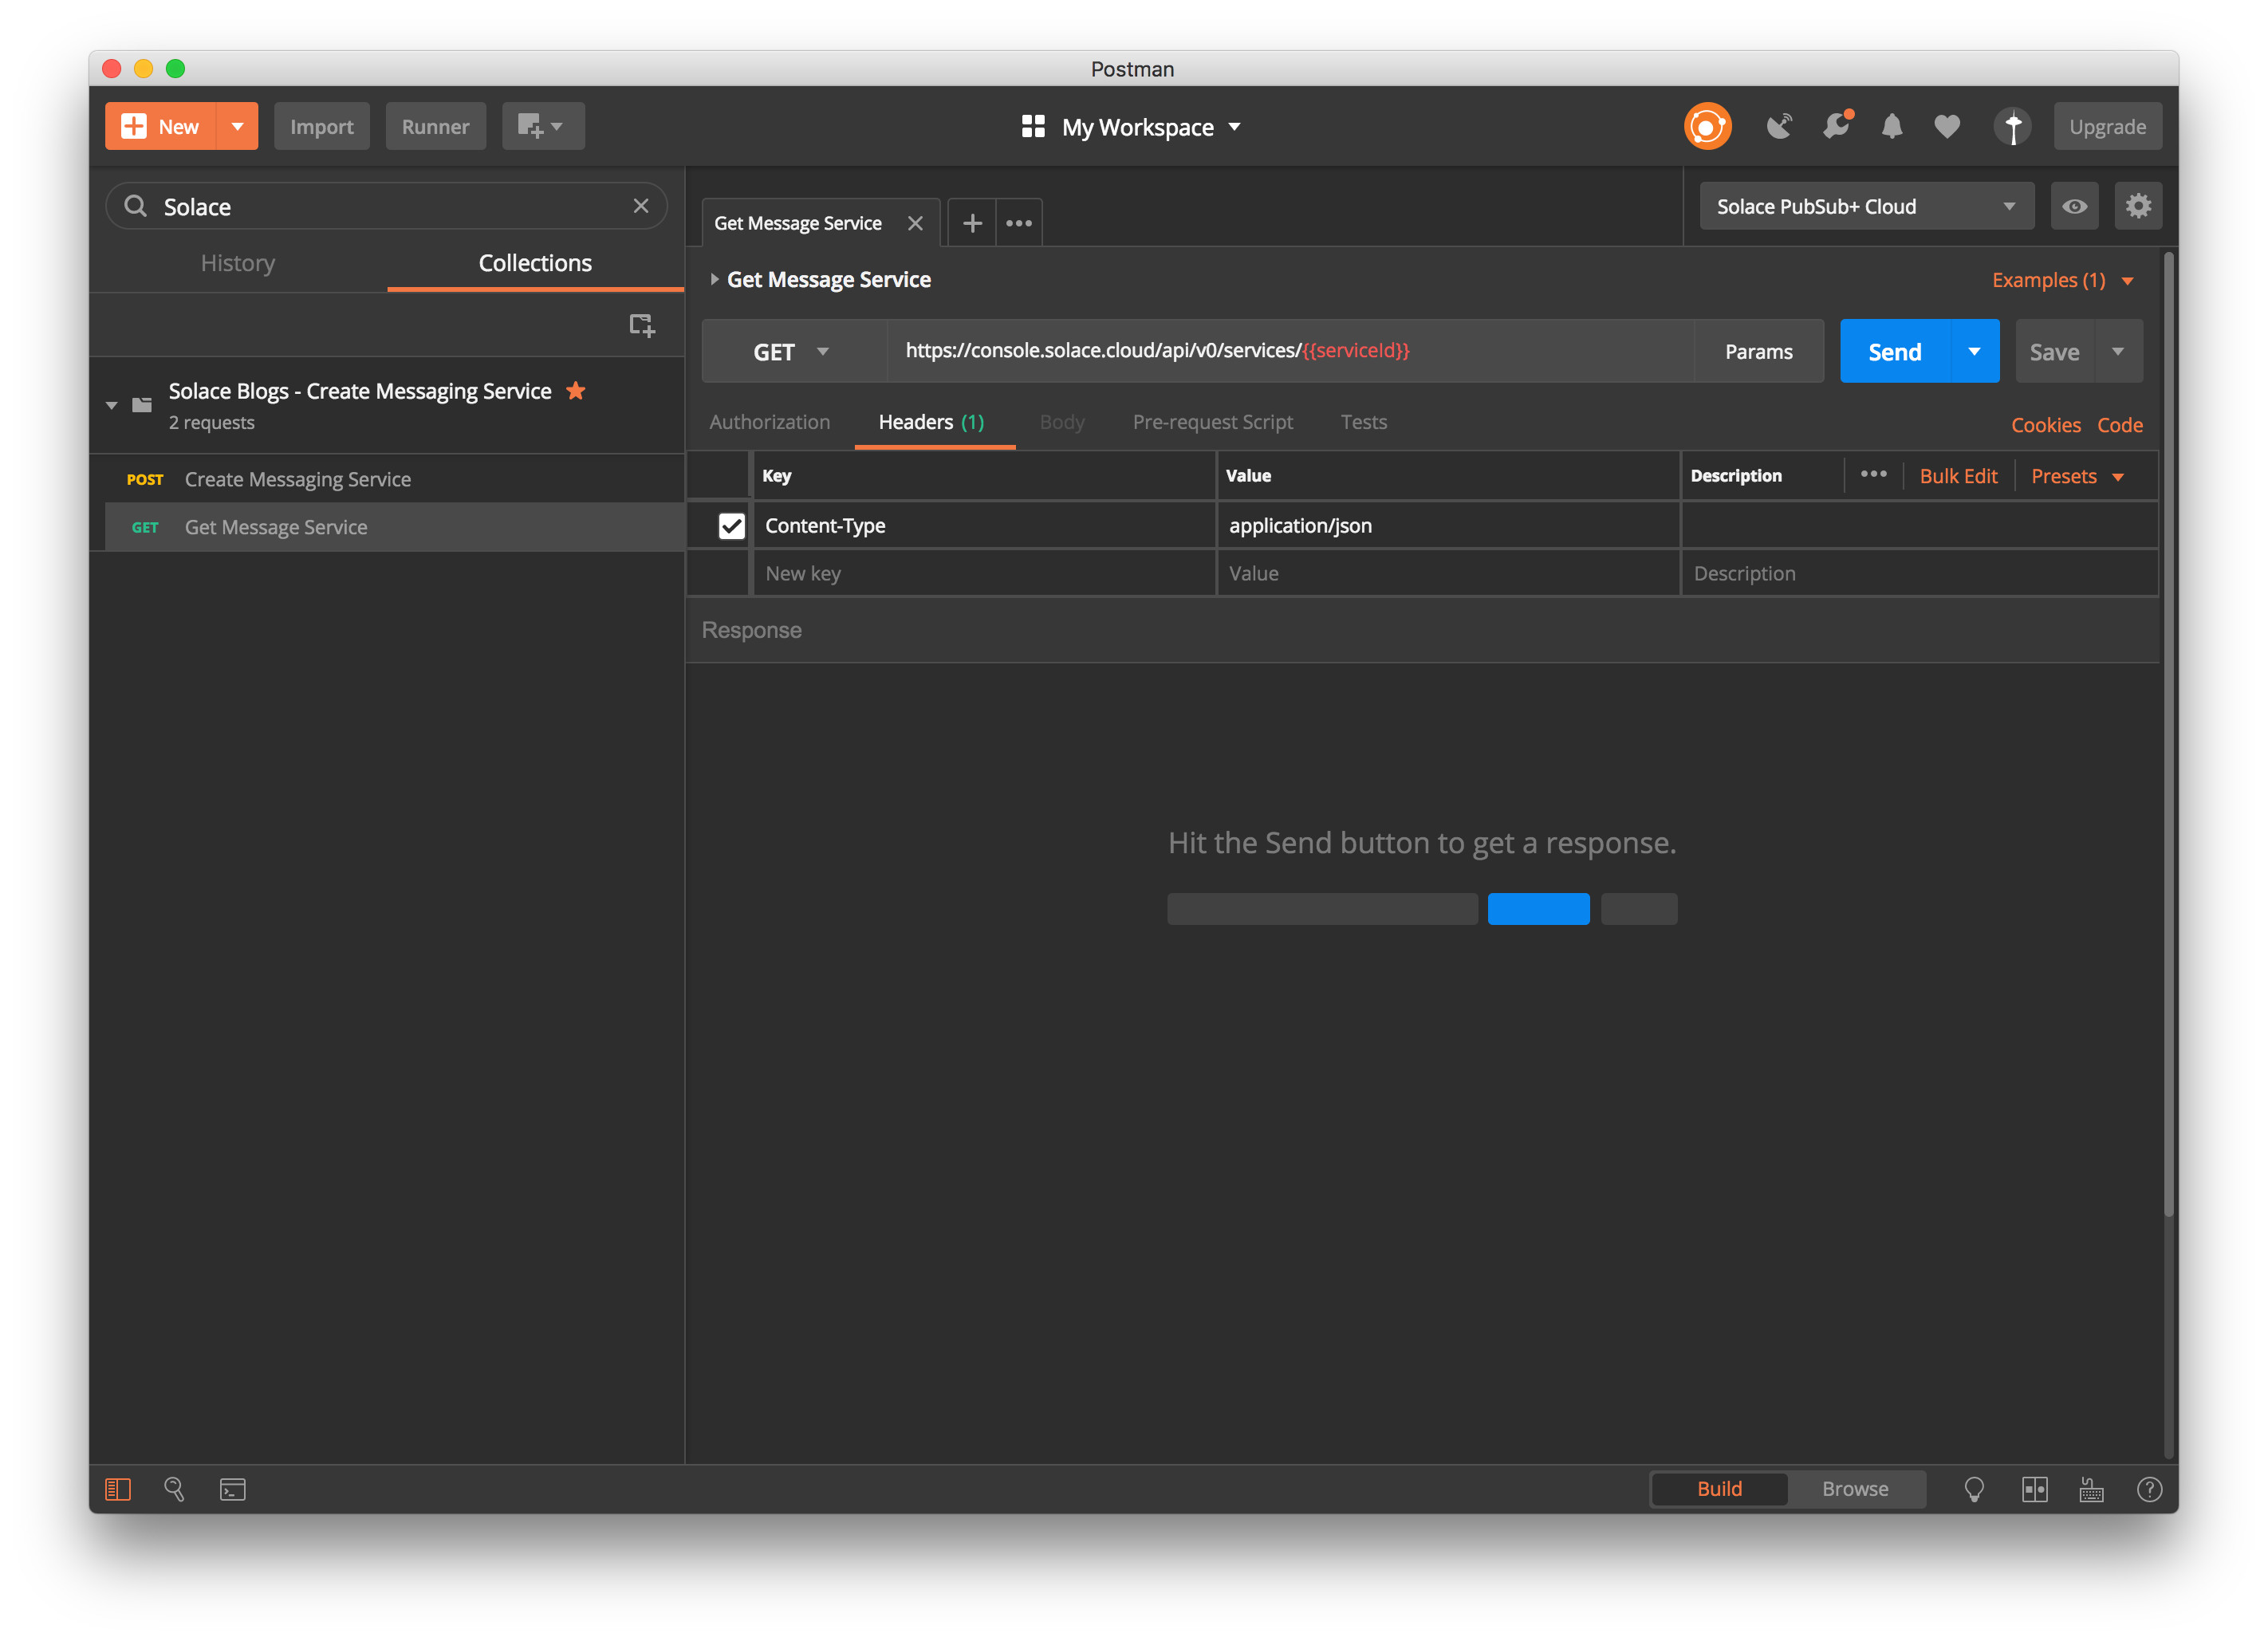 Postman
New
Import
Runner
My Workspace
Upgrade
Solace
History
Collections
Solace Blogs - Create Messaging Service
2 requests
POST Create Messaging Service
GET Get Message Service
Get Message Service
Solace PubSub+ Cloud
Get Message Service
Examples (1)
GET
https://console.solace.cloud/api/v0/services/{{serviceId}}
Params
Send
Save
Authorization
Headers (1)
Body
Pre-request Script
Tests
Cookies
Code
Key
Value
Description
Bulk Edit
Presets
Content-Type
application/json
New key
Value
Description
Response
Hit the Send button to get a response.
Build
Browse